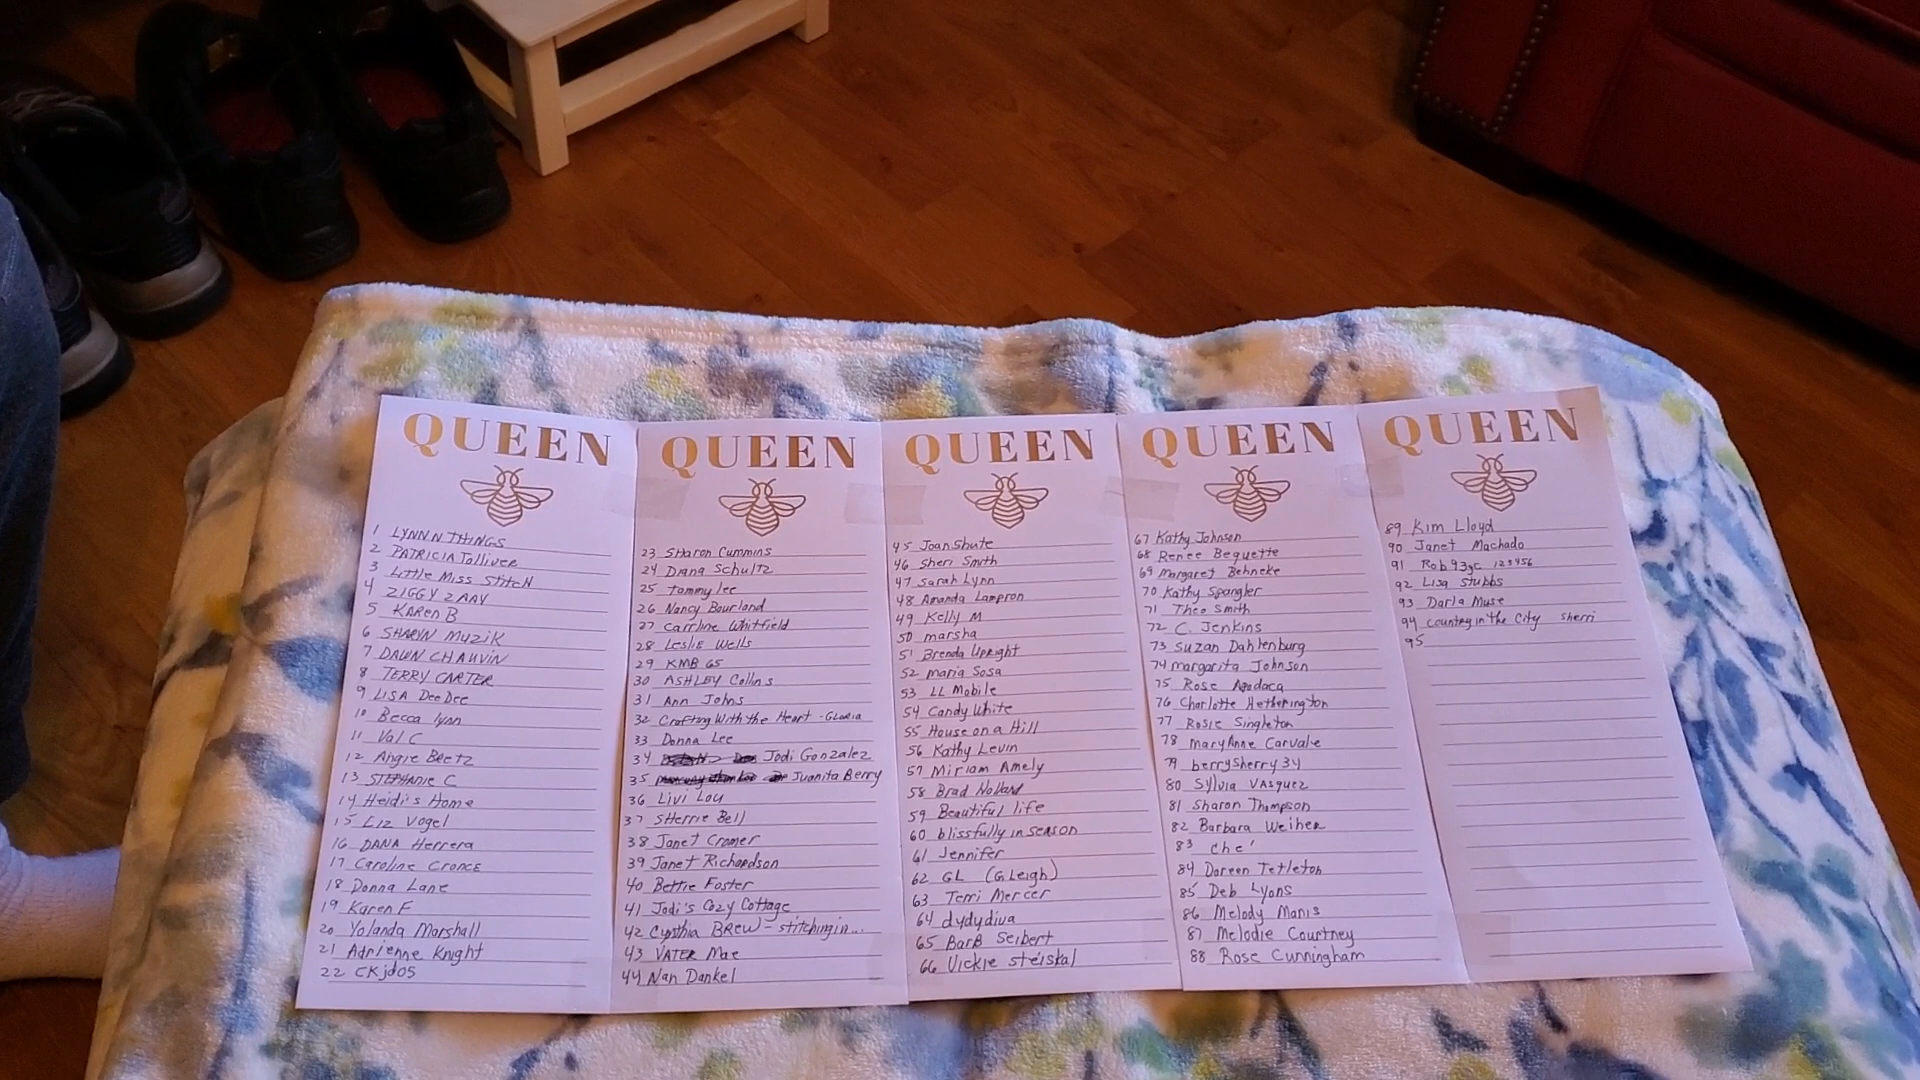 QUEEN
1 LYNN N THINGS
2 PATRICIA Tolliver
3 Little Miss StitcH
4 ZIGGY ZAAY
5 KAREN B
6 SHARYN MUZIK
7 DAWN CHAUVIN
8 TERRY CARTER
9 LISA DeeDee
10 Becca lyon
11 Val C
12 Angie Bretz
13 STEPHANIE C
14 Heidi's Home
15 Liz Vogel
16 DANA Herrera
17 Caroline Cronce
18 Donna Lane
19 Karen F
20 Yolanda Marshall
21 Adrienne Knight
22 CKjd05
QUEEN
23 SHaron Cummins
24 Diana Schultz
25 tammy lee
26 Nancy Bourland
27 Carrline Whitfield
28 Leslie Wells
29 KMB 65
30 ASHLEY Collins
31 Ann Johns
32 Crafting With the Heart - GLORIA
33 Donna Lee
34 Jodi Gonzalez
35 Juanita Berry
36 Livi Lou
37 SHerrie Bell
38 Janet Cromer
39 Janet Richardson
40 Bettie Foster
41 Jodi's Cozy Cottage
42 Cynthia BREW - stitchingin...
43 VATER Mae
44 Nan Dankel
QUEEN
45 Joan Shute
46 Sheri Smith
47 Sarah Lynn
48 Amanda Lampron
49 Kelly M
50 marsha
51 Brenda Upright
52 maria Sosa
53 LL Mobile
54 Candy White
55 House on a Hill
56 Kathy Levin
57 Miriam Amely
58 Brad
59 Beautiful life
60 blissfully in season
61 Jennifer
62 GL (G.Leigh)
63 Terri Mercer
64 dydydiva
65 BarB Seibert
66 Vickie steiskal
QUEEN
67 Kathy Johnson
68 Renee Bequette
69 Margaret Behneke
70 Kathy Spangler
71 Theo Smith
72 C. Jenkins
73 Suzan Dahlenburg
74 margarita Johnson
75 Rose Apodaca
76 Charlotte Hetherington
77 Rosie Singleton
78 MaryAnne Carvale
79 berrysherry34
80 Sylvia VASquez
81 Sharon Thompson
82 Barbara Weiher
83 che'
84 Doreen Tetleton
85 Deb Lyons
86 Melody Manis
87 Melodie Courtney
88 Rose Cunningham
QUEEN
89 Kim Lloyd
90 Janet Machado
91 Rob93gc 123456
92 Lisa Stubbs
93 Darla Muse
94 country in the City sherri
95